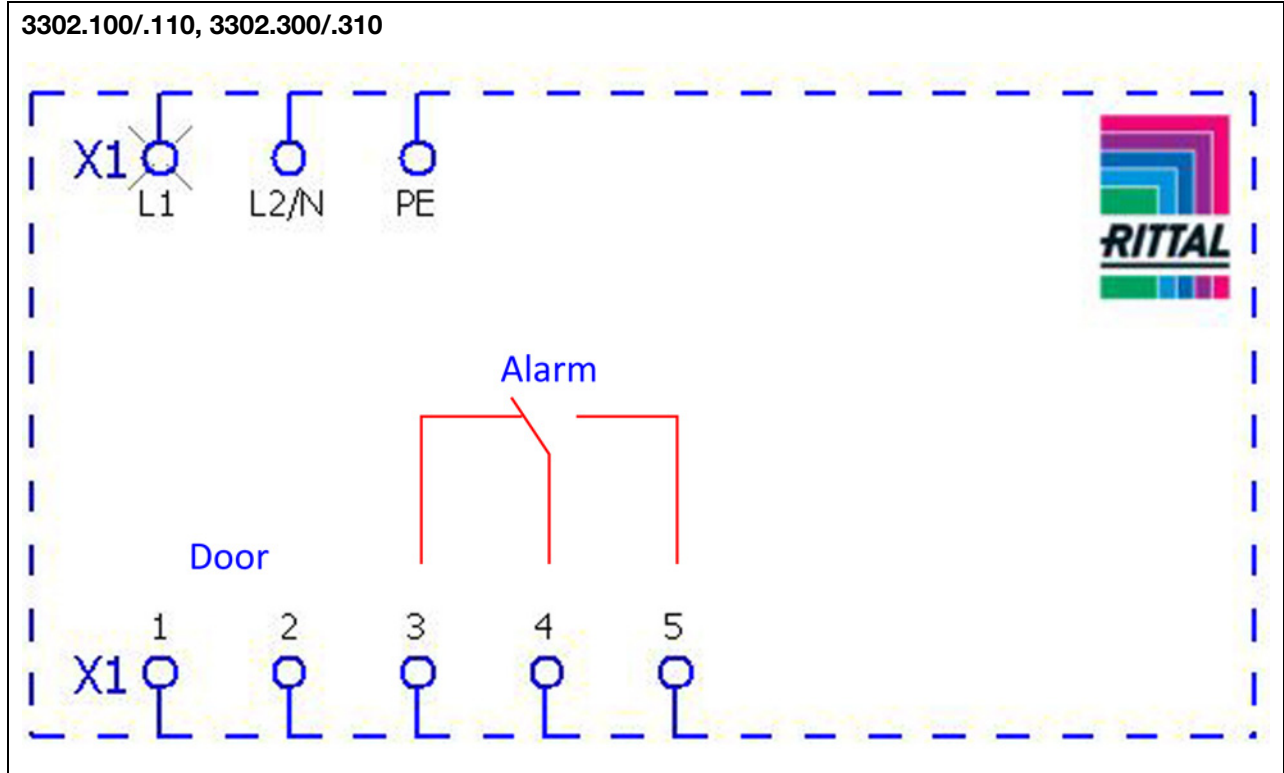 3302.100/.110, 3302.300/.310
X1
L1 L2/N PE
RITTAL
Alarm
Door
1 2 3 4 5
X1